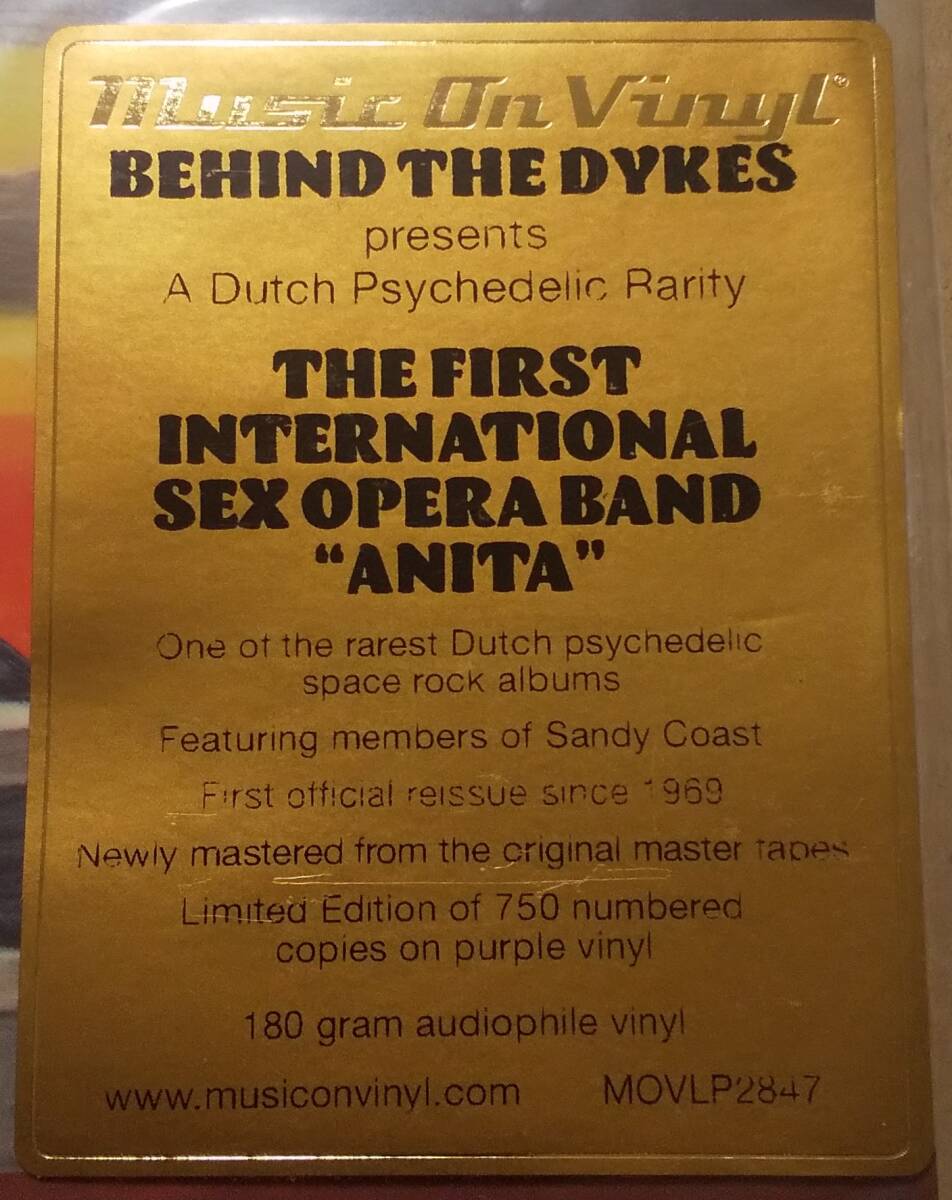 Music On Vinyl®
BEHIND THE DYKES
presents
A Dutch Psychedelic Rarity
THE FIRST
INTERNATIONAL
SEX OPERA BAND
“ANITA”
One of the rarest Dutch psychedelic
space rock albums
Featuring members of Sandy Coast
First official reissue since 1969
Newly mastered from the original master tapes
Limited Edition of 750 numbered
copies on purple vinyl
180 gram audiophile vinyl
www.musiconvinyl.com MOVLP2847